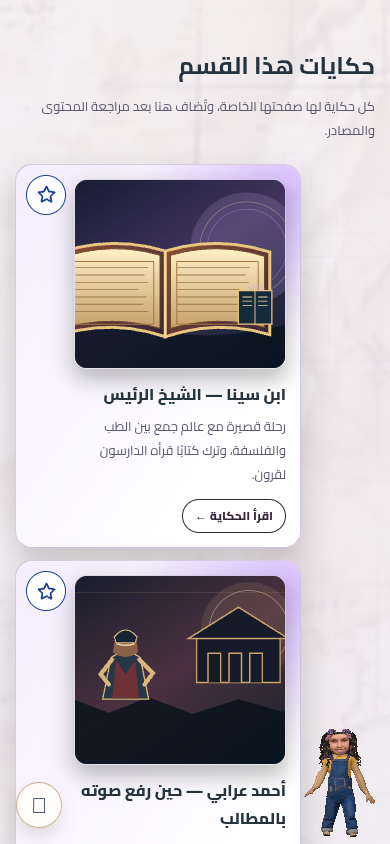 حكايات هذا القسم
كل حكاية لها صفحتها الخاصة، وتُضاف هنا بعد مراجعة المحتوى
والمصادر.
ابن سينا — الشيخ الرئيس
رحلة قصيرة مع عالم جمع بين الطب
والفلسفة، وترك كتابًا قرأه الدارسون
لقرون.
اقرأ الحكاية ←
أحمد عرابي — حين رفع صوته
بالمطالب